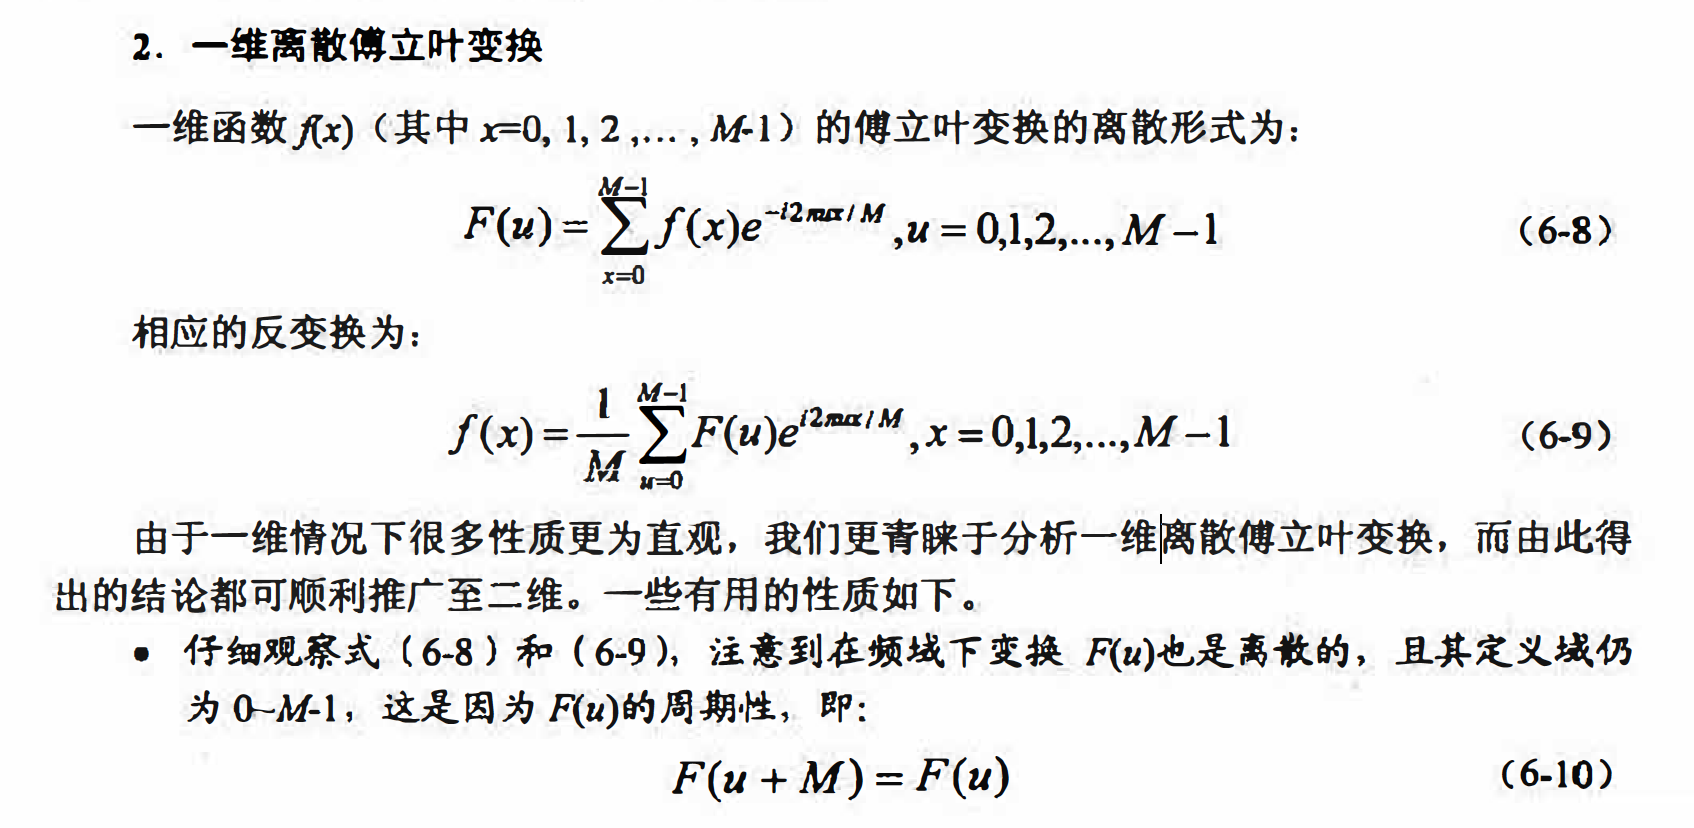 2. 一维离散傅立叶变换
一维函数 f(x)（其中 x=0, 1, 2 ,… , M-1）的傅立叶变换的离散形式为：
F(u) = \sum_{x=0}^{M-1} f(x)e^{-i2πux/M}, u = 0,1,2,..., M−1 （6-8）
相应的反变换为：
f(x) = \frac{1}{M} \sum_{u=0}^{M-1} F(u)e^{i2πux/M}, x = 0,1,2,..., M−1 （6-9）
由于一维情况下很多性质更为直观，我们更青睐于分析一维离散傅立叶变换，而由此得
出的结论都可顺利推广至二维。一些有用的性质如下。
● 仔细观察式（6-8）和（6-9），注意到在频域下变换 F(u)也是离散的，且其定义域仍
为 0~M-1，这是因为 F(u)的周期性，即：
F(u + M) = F(u) （6-10）